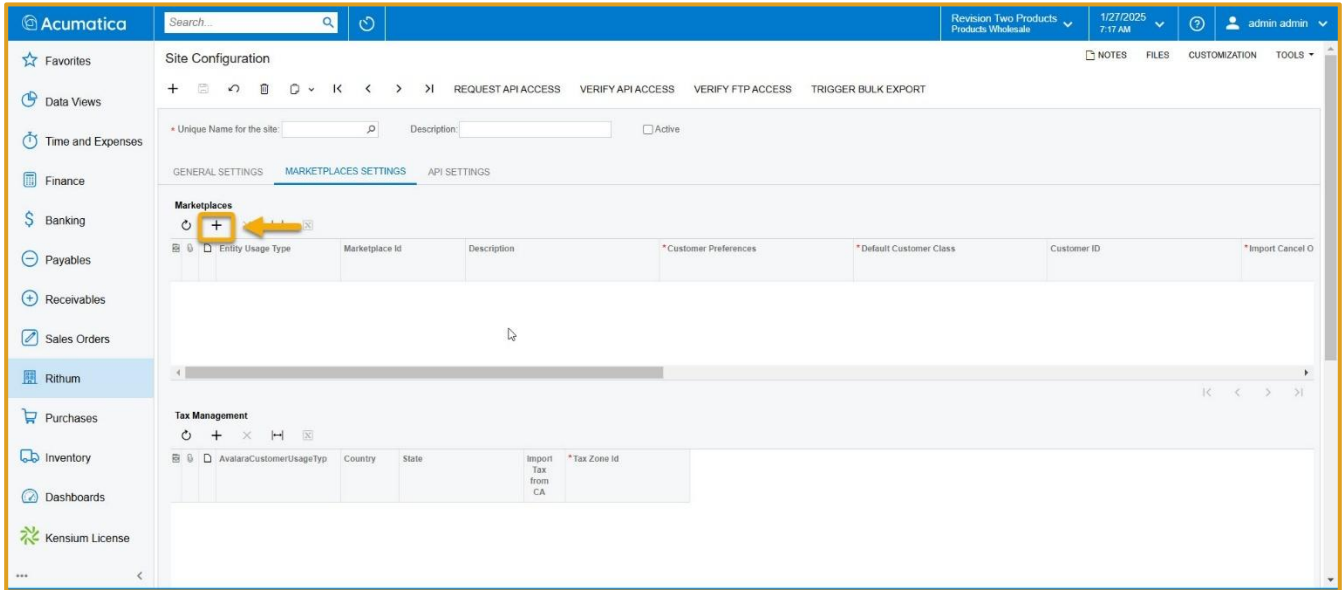 Acumatica
Search...
Revision Two Products
Products Wholesale
1/27/2025
7:17 AM
admin admin
Favorites
Data Views
Time and Expenses
Finance
Banking
Payables
Receivables
Sales Orders
Rithum
Purchases
Inventory
Dashboards
Kensium License
Site Configuration
NOTES FILES CUSTOMIZATION TOOLS
REQUEST API ACCESS VERIFY API ACCESS VERIFY FTP ACCESS TRIGGER BULK EXPORT
* Unique Name for the site: Description: Active
GENERAL SETTINGS MARKETPLACES SETTINGS API SETTINGS
Marketplaces
Entity Usage Type Marketplace Id Description * Customer Preferences * Default Customer Class Customer ID * Import Cancel O
Tax Management
AvalaraCustomerUsageTyp Country State Import Tax from CA * Tax Zone Id